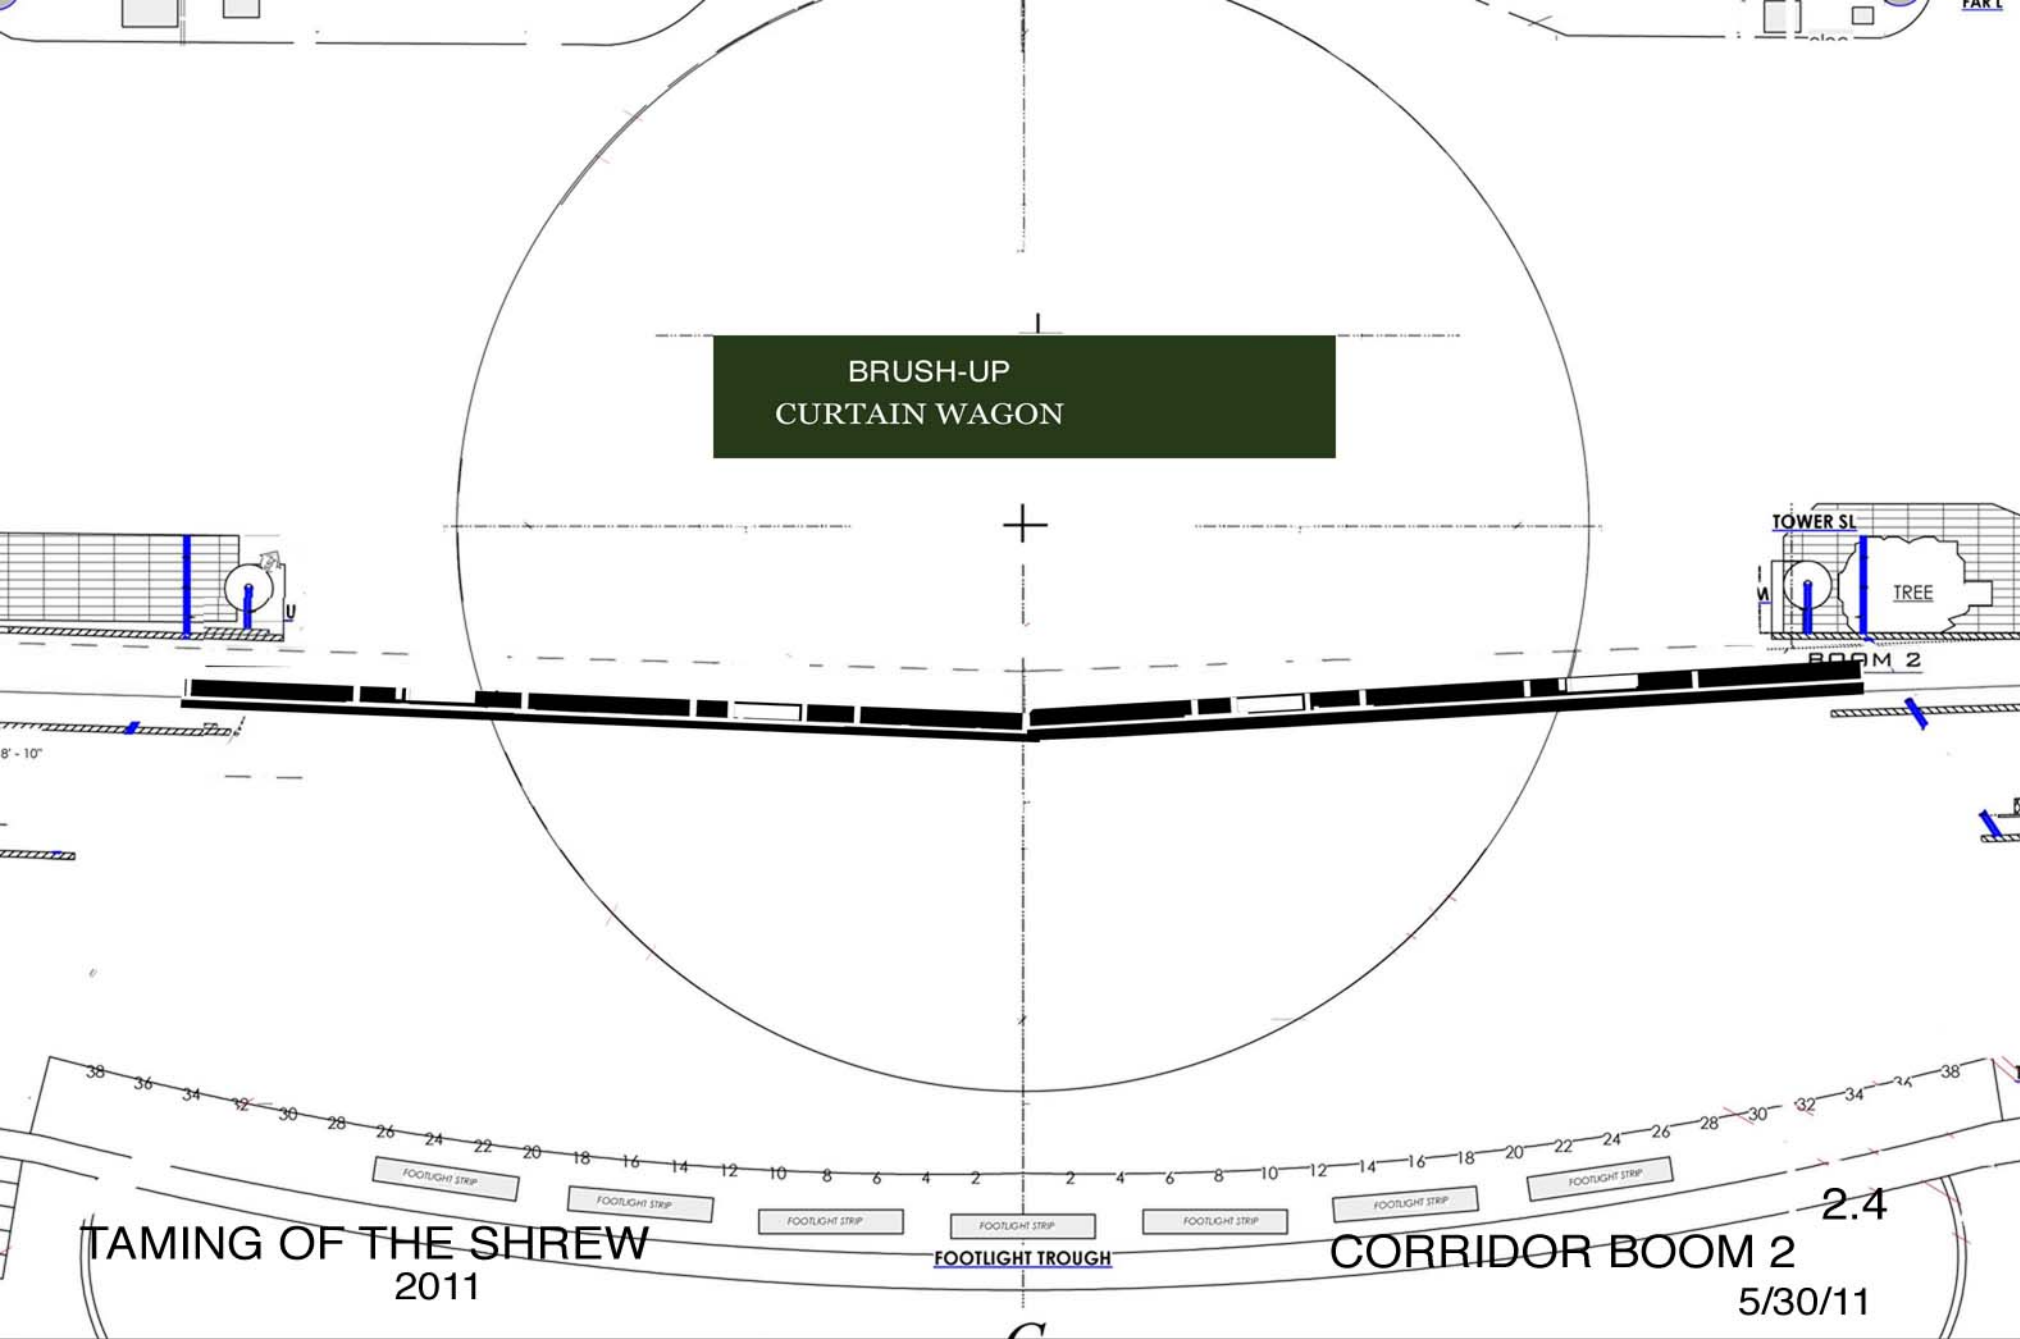 FAR L
BRUSH-UP
CURTAIN WAGON
TOWER SL
TREE
U
M
BOOM 2
8' - 10"
38 36 34 32 30 28 26 24 22 20 18 16 14 12 10 8 6 4 2 2 4 6 8 10 12 14 16 18 20 22 24 26 28 30 32 34 36 38
FOOTLIGHT STRIP FOOTLIGHT STRIP FOOTLIGHT STRIP FOOTLIGHT STRIP FOOTLIGHT STRIP FOOTLIGHT STRIP FOOTLIGHT STRIP
FOOTLIGHT TROUGH
TAMING OF THE SHREW
2011
2.4
CORRIDOR BOOM 2
5/30/11